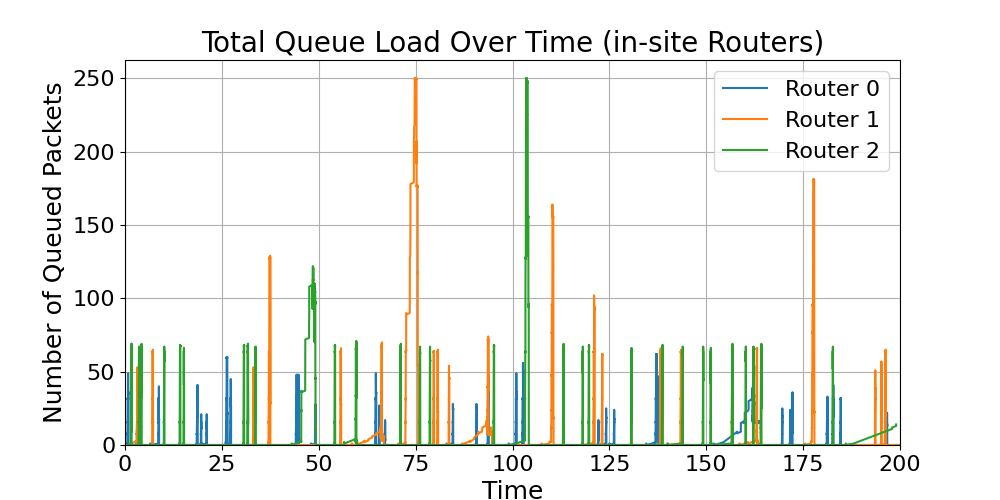 Total Queue Load Over Time (in-site Routers)
Number of Queued Packets
250
200
150
100
50
0
Router 0
Router 1
Router 2
0 25 50 75 100 125 150 175 200
Time